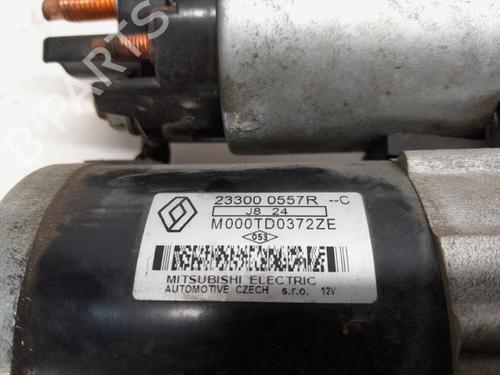 B-PARTS
23300 0557R --C
J8 24
M000TD0372ZE
053
MITSUBISHI ELECTRIC
AUTOMOTIVE CZECH s.r.o. 12V